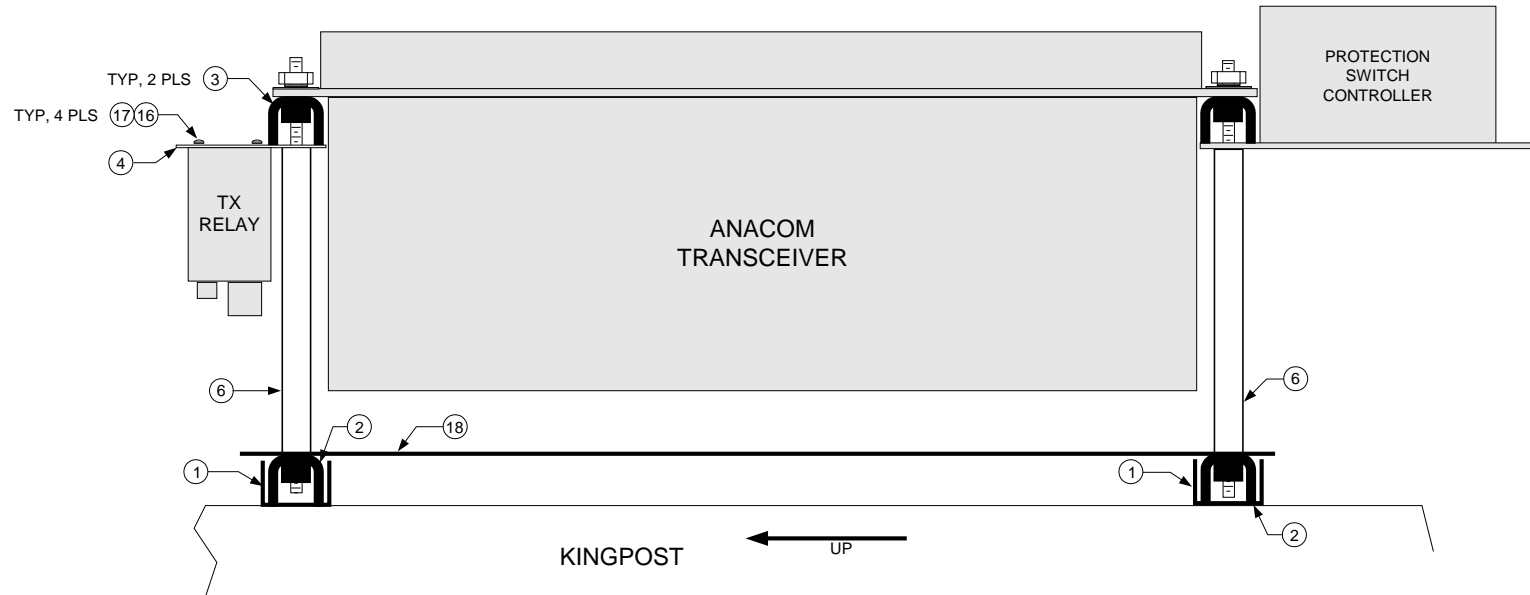 PROTECTION
SWITCH
CONTROLLER
TYP, 2 PLS 3
TYP, 4 PLS 17 16
4
TX
RELAY
ANACOM
TRANSCEIVER
6
6
2
18
1
1
2
UP
KINGPOST